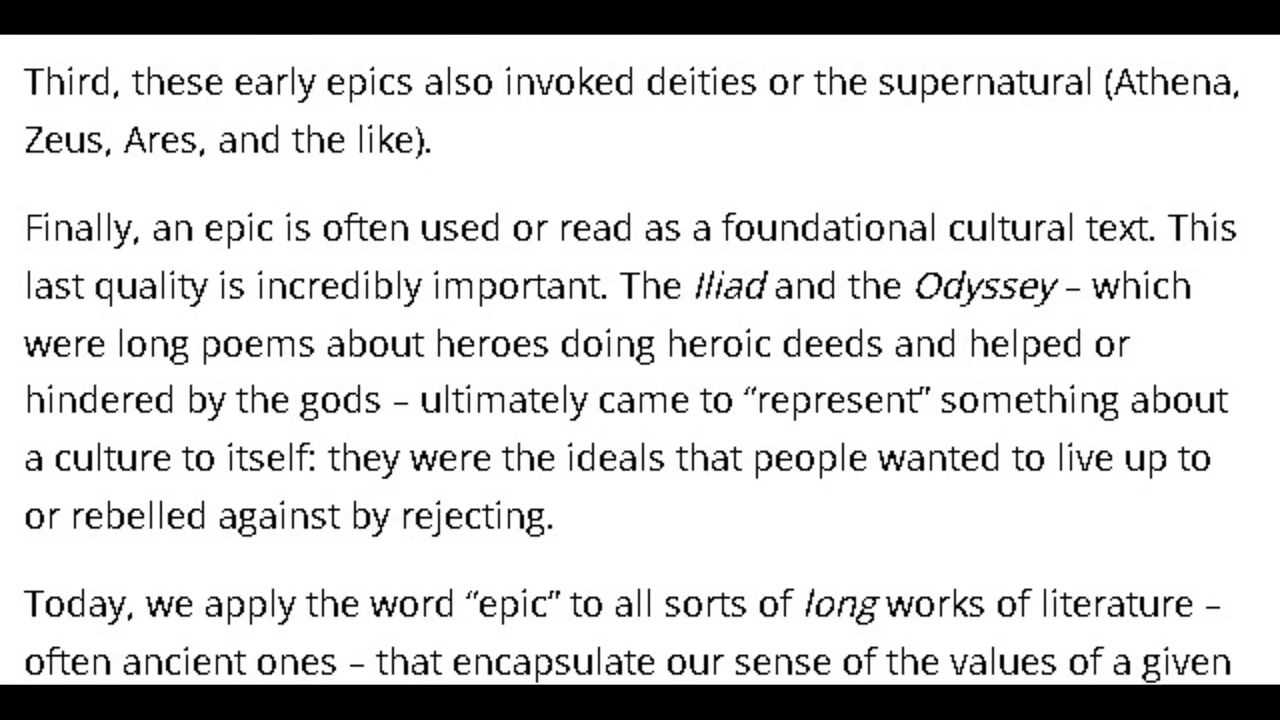 Third, these early epics also invoked deities or the supernatural (Athena,
Zeus, Ares, and the like).
Finally, an epic is often used or read as a foundational cultural text. This
last quality is incredibly important. The Iliad and the Odyssey – which
were long poems about heroes doing heroic deeds and helped or
hindered by the gods – ultimately came to “represent” something about
a culture to itself: they were the ideals that people wanted to live up to
or rebelled against by rejecting.
Today, we apply the word “epic” to all sorts of long works of literature –
often ancient ones – that encapsulate our sense of the values of a given